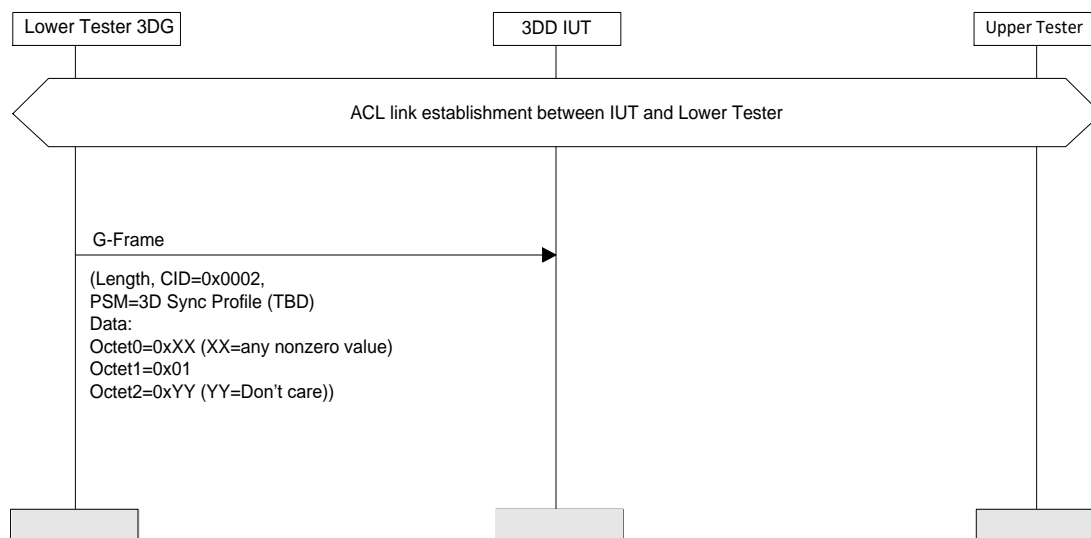 Lower Tester 3DG
3DD IUT
Upper Tester
ACL link establishment between IUT and Lower Tester
G-Frame
(Length, CID=0x0002,
PSM=3D Sync Profile (TBD)
Data:
Octet0=0xXX (XX=any nonzero value)
Octet1=0x01
Octet2=0xYY (YY=Don't care))